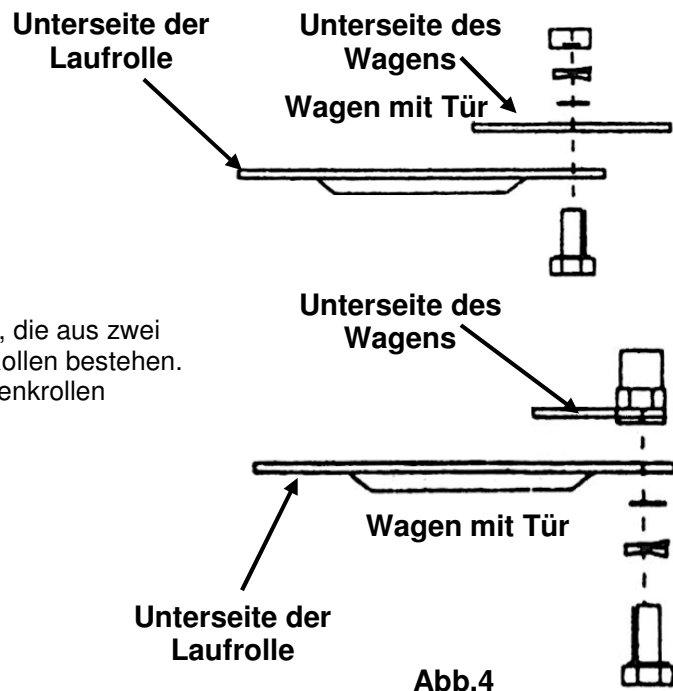 Unterseite der
Laufrolle
Unterseite des
Wagens
Wagen mit Tür
, die aus zwei
ollen bestehen.
enkrollen
Unterseite des
Wagens
Wagen mit Tür
Unterseite der
Laufrolle
Abb.4